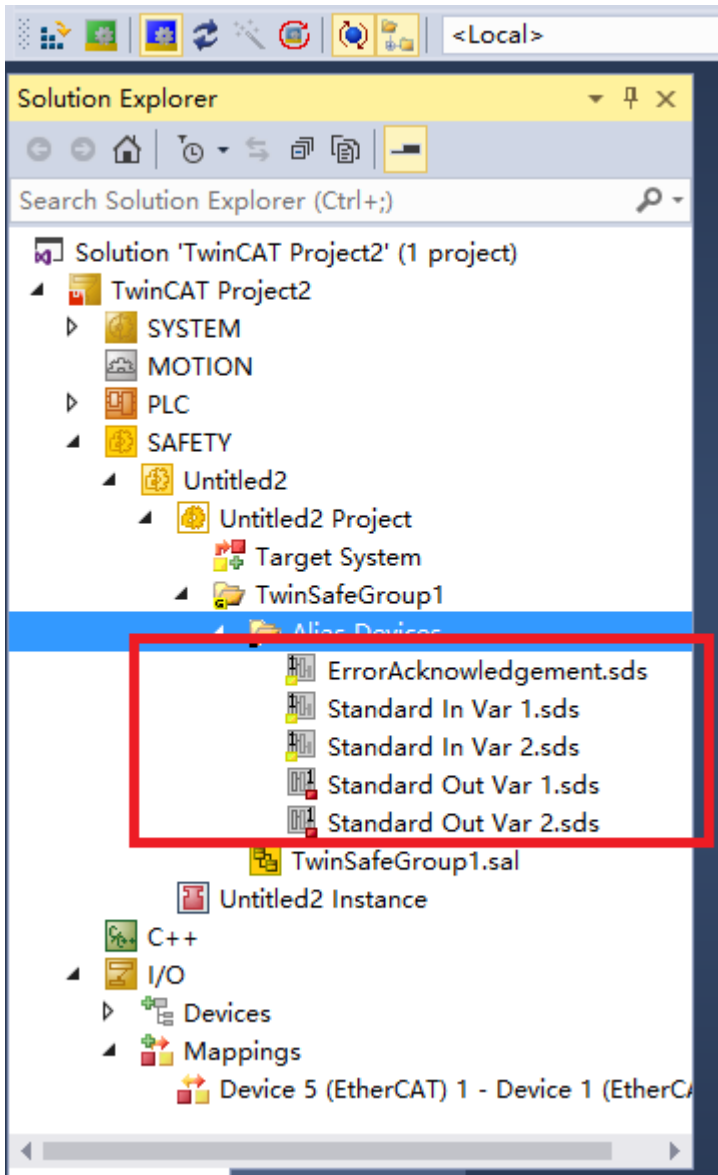 <Local>
Solution Explorer
Search Solution Explorer (Ctrl+;)
Solution 'TwinCAT Project2' (1 project)
TwinCAT Project2
SYSTEM
MOTION
PLC
SAFETY
Untitled2
Untitled2 Project
Target System
TwinSafeGroup1
Alias Devices
ErrorAcknowledgement.sds
Standard In Var 1.sds
Standard In Var 2.sds
Standard Out Var 1.sds
Standard Out Var 2.sds
TwinSafeGroup1.sal
Untitled2 Instance
C++
I/O
Devices
Mappings
Device 5 (EtherCAT) 1 - Device 1 (EtherCA